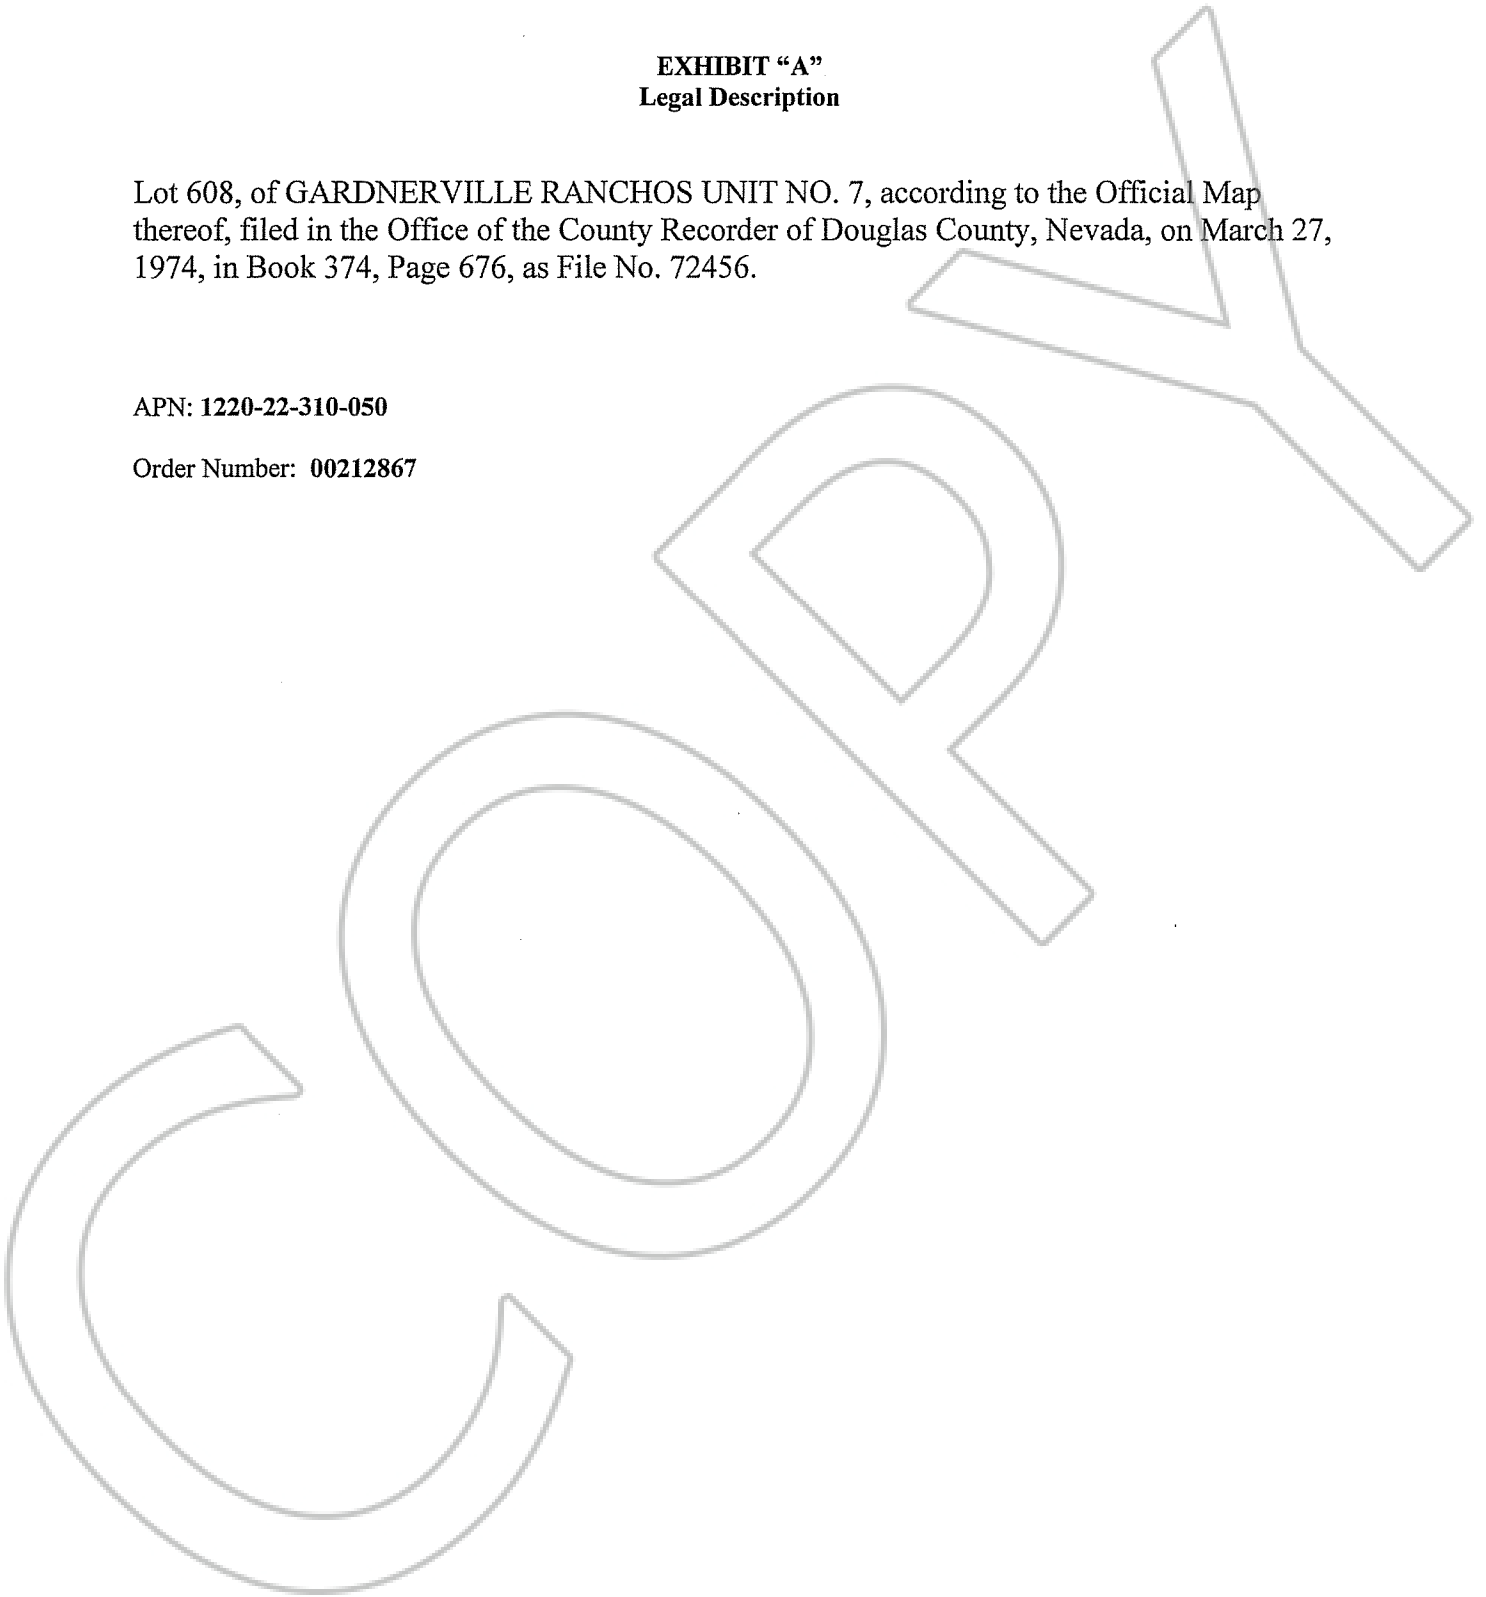 EXHIBIT “A”
Legal Description
Lot 608, of GARDNERVILLE RANCHOS UNIT NO. 7, according to the Official Map
thereof, filed in the Office of the County Recorder of Douglas County, Nevada, on March 27,
1974, in Book 374, Page 676, as File No. 72456.
APN: 1220-22-310-050
Order Number: 00212867
COPY